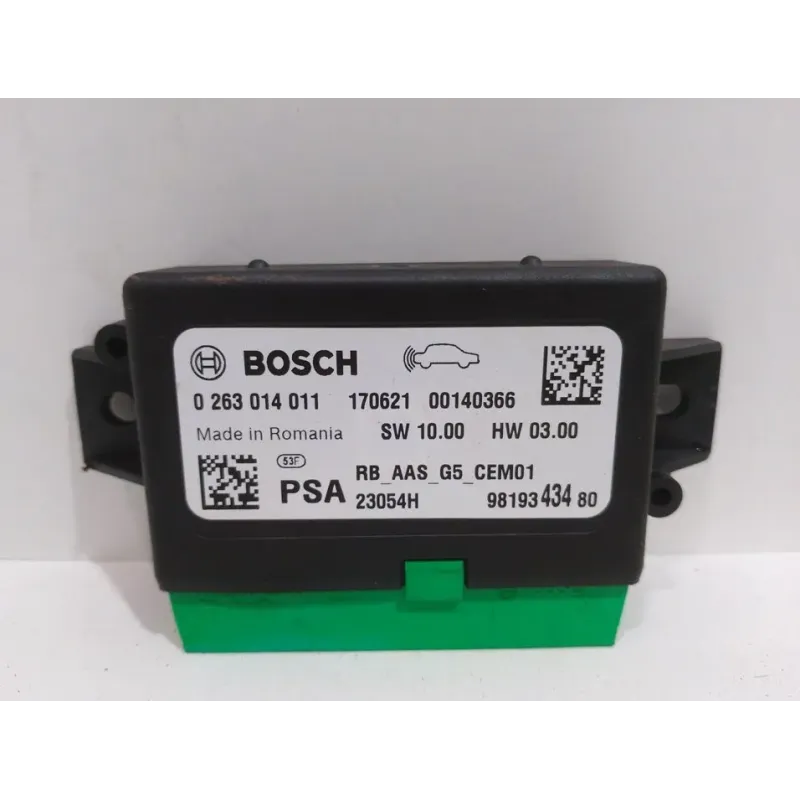 BOSCH
0 263 014 011 170621 00140366
Made in Romania SW 10.00 HW 03.00
53F RB_AAS_G5_CEM01
PSA 23054H 98193 434 80